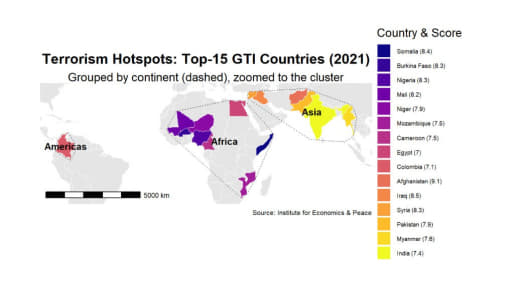 Terrorism Hotspots: Top-15 GTI Countries (2021)
Grouped by continent (dashed), zoomed to the cluster
Americas
Africa
Asia
5000 km
Source: Institute for Economics & Peace
Country & Score
Somalia (8.4)
Burkina Faso (8.3)
Nigeria (8.3)
Mali (8.2)
Niger (7.9)
Mozambique (7.5)
Cameroon (7.5)
Egypt (7)
Colombia (7.1)
Afghanistan (9.1)
Iraq (8.5)
Syria (8.3)
Pakistan (7.9)
Myanmar (7.6)
India (7.4)